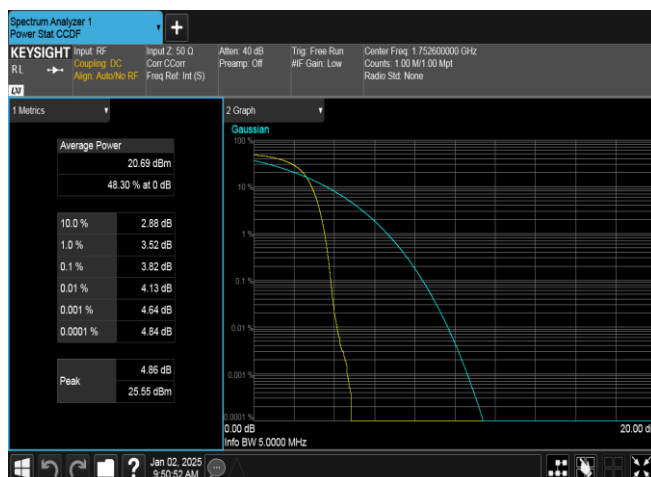 Spectrum Analyzer 1
Power Stat CCDF
+
KEYSIGHT
RL
LXI
Input: RF
Coupling: DC
Align: Auto/No RF
Input Z: 50 Ω
Corr CCorr
Freq Ref: Int (S)
Atten: 40 dB
Preamp: Off
Trig: Free Run
#IF Gain: Low
Center Freq: 1.752600000 GHz
Counts: 1.00 M/1.00 Mpt
Radio Std: None
1 Metrics
Average Power
20.69 dBm
48.30 % at 0 dB
10.0 % 2.88 dB
1.0 % 3.52 dB
0.1 % 3.82 dB
0.01 % 4.13 dB
0.001 % 4.64 dB
0.0001 % 4.84 dB
Peak
4.86 dB
25.55 dBm
2 Graph
Gaussian
100 %
10 %
1 %
0.1 %
0.01 %
0.001 %
0.0001 %
0.00 dB 20.00 d
Info BW 5.0000 MHz
?
Jan 02, 2025
9:50:52 AM